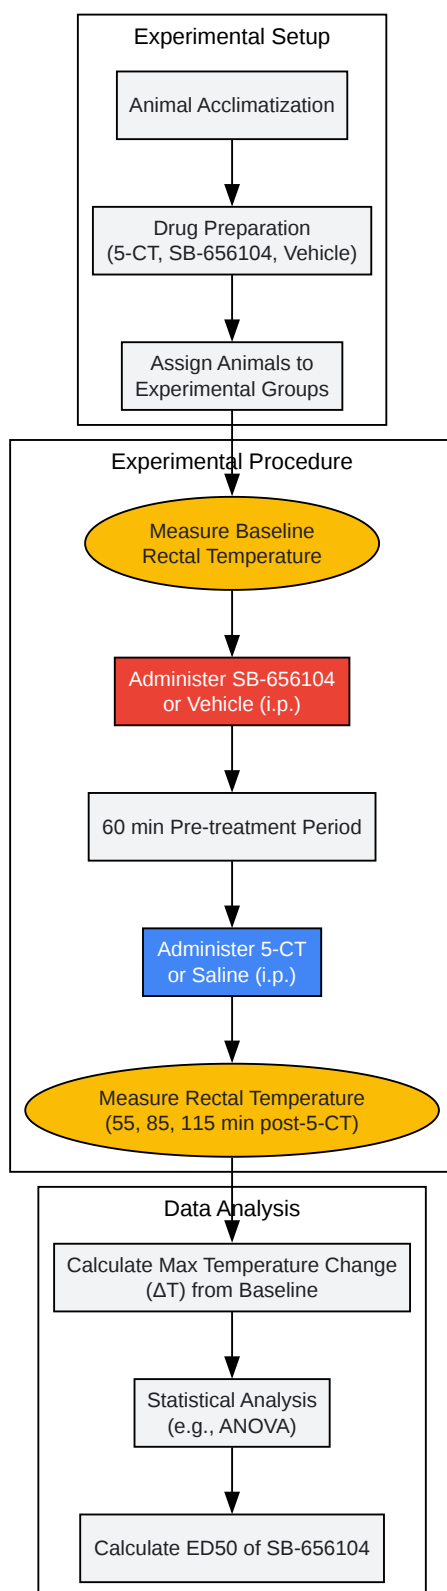 Experimental Setup
Animal Acclimatization
Drug Preparation
(5-CT, SB-656104, Vehicle)
Assign Animals to
Experimental Groups
Experimental Procedure
Measure Baseline
Rectal Temperature
Administer SB-656104
or Vehicle (i.p.)
60 min Pre-treatment Period
Administer 5-CT
or Saline (i.p.)
Measure Rectal Temperature
(55, 85, 115 min post-5-CT)
Data Analysis
Calculate Max Temperature Change
(ΔT) from Baseline
Statistical Analysis
(e.g., ANOVA)
Calculate ED50 of SB-656104